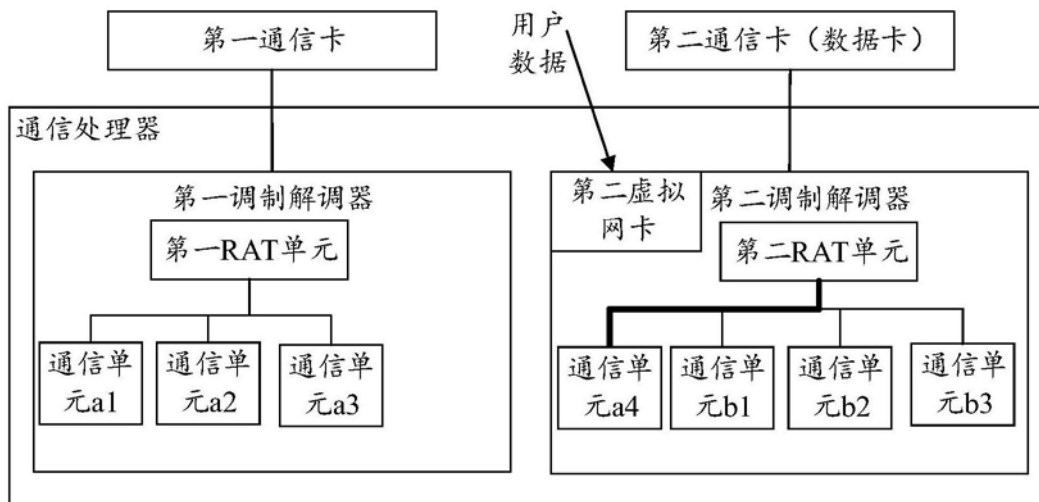 第一通信卡
用户
数据
第二通信卡（数据卡）
通信处理器
第一调制解调器
第一RAT单元
通信单
元a1
通信单
元a2
通信单
元a3
第二虚拟
网卡
第二调制解调器
第二RAT单元
通信单
元a4
通信单
元b1
通信单
元b2
通信单
元b3